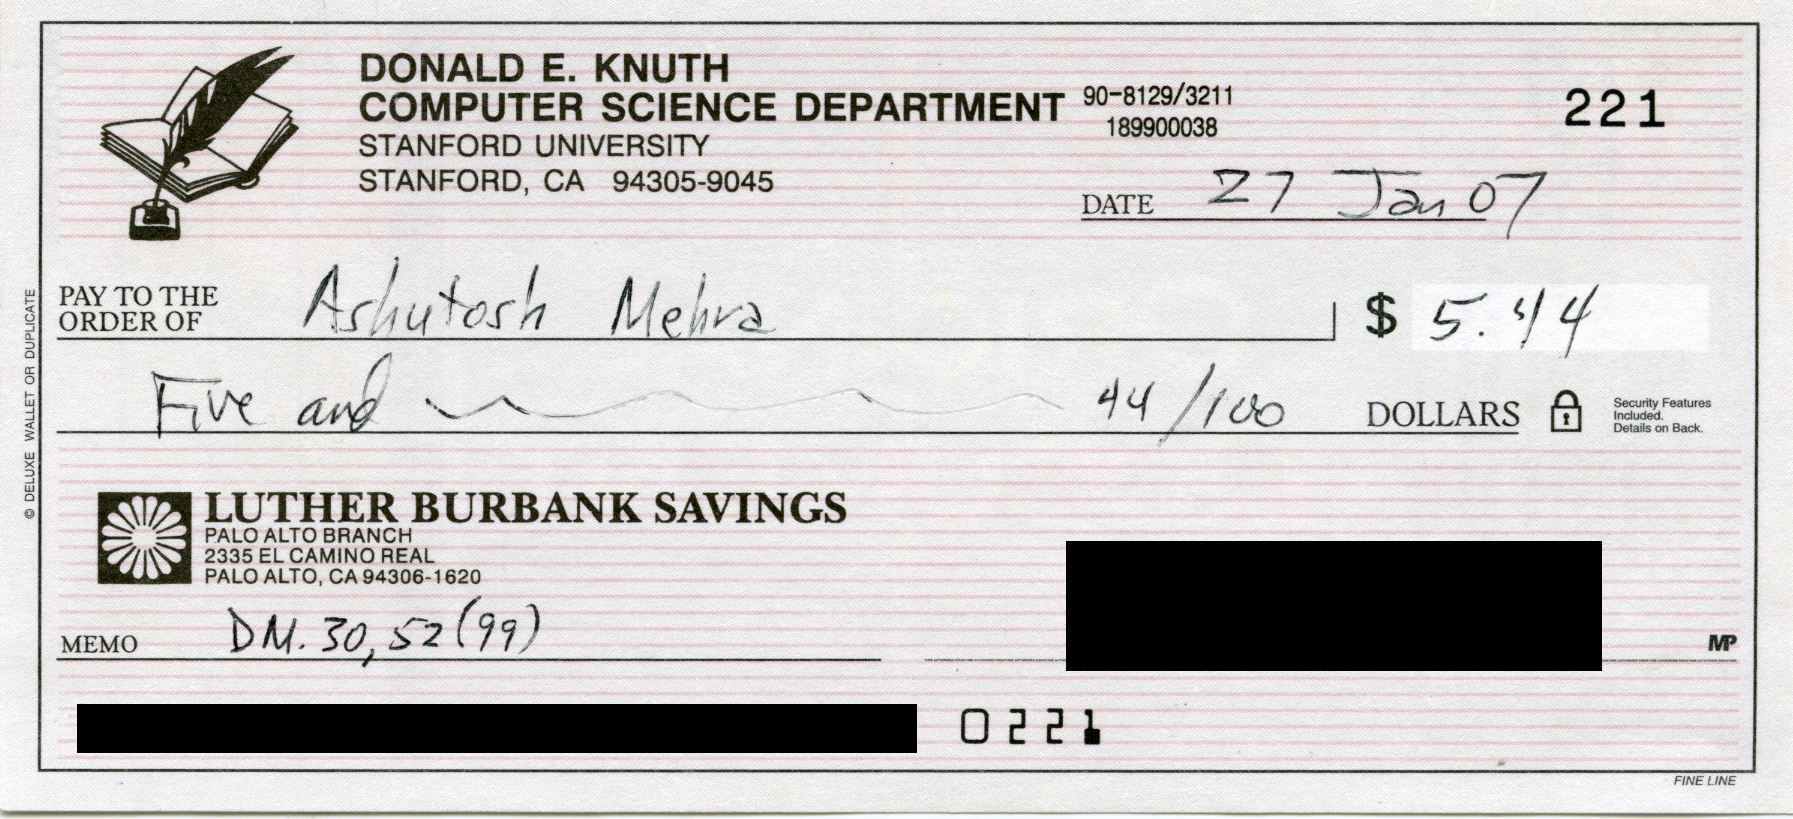 DONALD E. KNUTH
COMPUTER SCIENCE DEPARTMENT
STANFORD UNIVERSITY
STANFORD, CA 94305-9045
90-8129/3211
189900038
221
DATE 27 Jan 07
PAY TO THE
ORDER OF Ashutosh Mehra $ 5.44
Five and 44/100 DOLLARS
Security Features
Included.
Details on Back.
© DELUXE WALLET OR DUPLICATE
LUTHER BURBANK SAVINGS
PALO ALTO BRANCH
2335 EL CAMINO REAL
PALO ALTO, CA 94306-1620
MEMO DM. 30, 52 (99)
MP
0221
FINE LINE